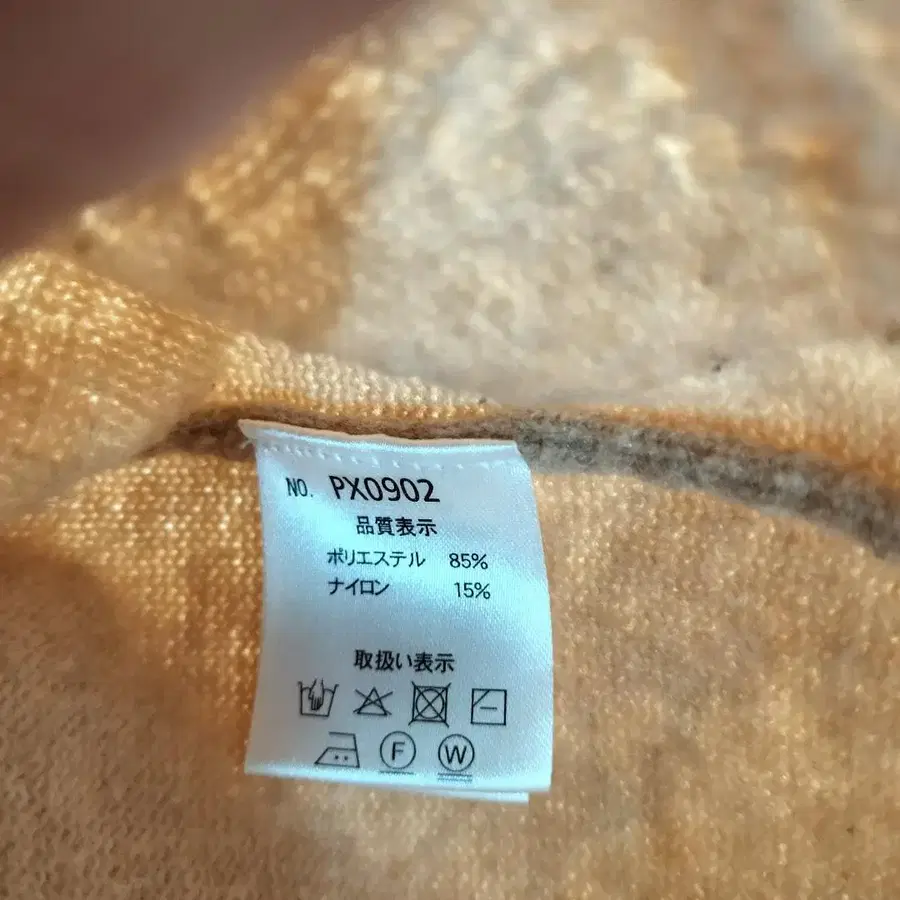 NO. PX0902
品質表示
ポリエステル 85%
ナイロン 15%
取扱い表示
F W